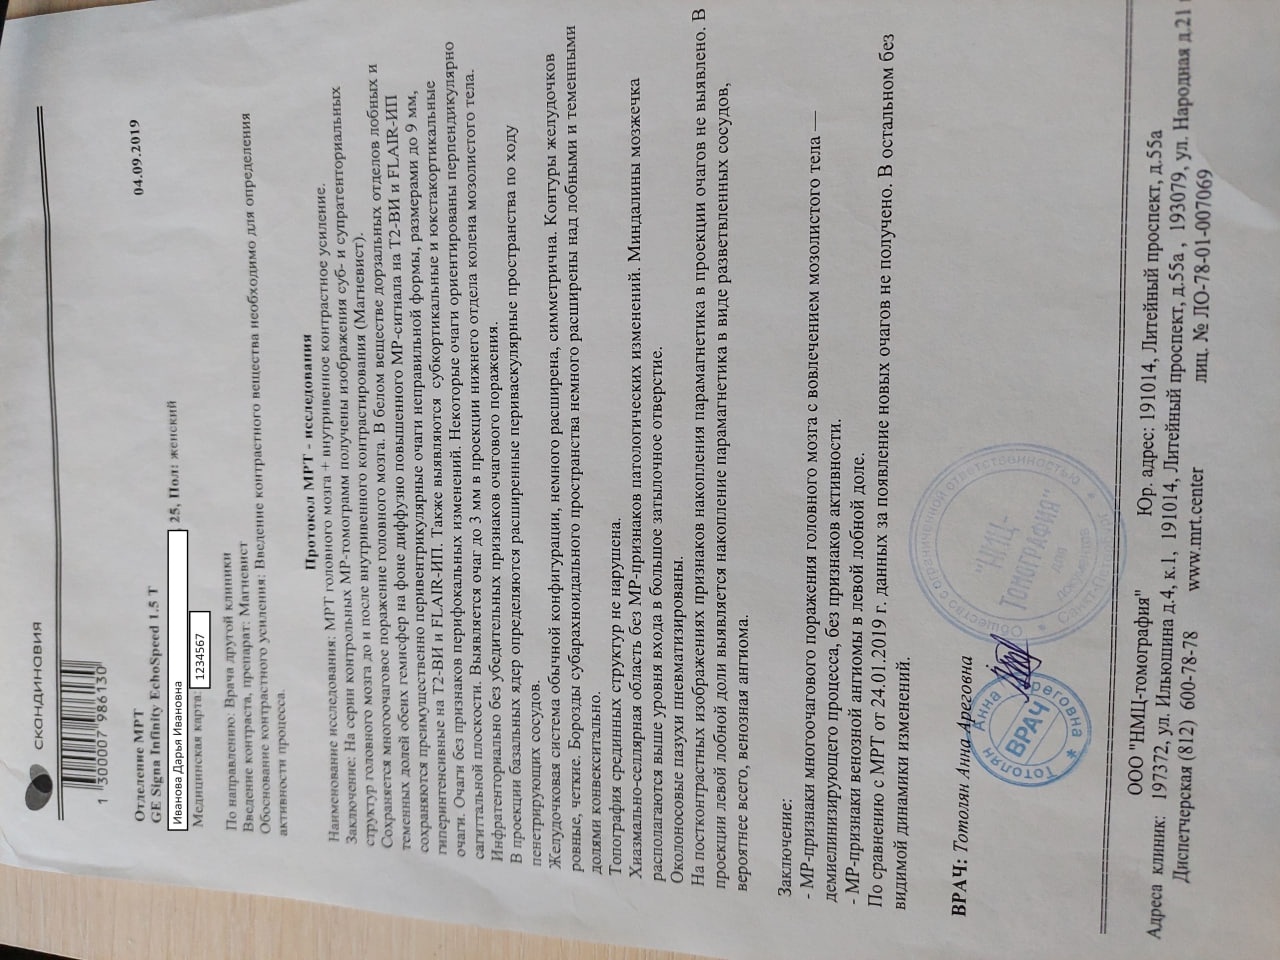 СКАНДИНОВИЯ
1 300007 986130
Отделение МРТ 04.09.2019
GE Signa Infinity EchoSpeed 1.5 T
Иванова Дарья Ивановна 25, Пол: женский
Медицинская карта: 1234567
По направлению: Врача другой клиники
Введение контраста, препарат: Магневист
Обоснование контрастного усиления: Введение контрастного вещества необходимо для определения
активности процесса.
Протокол МРТ - исследования
Наименование исследования: МРТ головного мозга + внутривенное контрастное усиление.
Заключение: На серии контрольных МР-томограмм получены изображения суб- и супратенториальных
структур головного мозга до и после внутривенного контрастирования (Магневист).
Сохраняется многоочаговое поражение головного мозга. В белом веществе дорзальных отделов лобных и
теменных долей обеих гемисфер на фоне диффузно повышенного МР-сигнала на Т2-ВИ и FLAIR-ИП
сохраняются преимущественно перивентрикулярные очаги неправильной формы, размерами до 9 мм,
гиперинтенсивные на Т2-ВИ и FLAIR-ИП. Также выявляются субкортикальные и юкстакортикальные
очаги. Очаги без признаков перифокальных изменений. Некоторые очаги ориентированы перпендикулярно
сагиттальной плоскости. Выявляется очаг до 3 мм в проекции нижнего отдела колена мозолистого тела.
Инфратенториально без убедительных признаков очагового поражения.
В проекции базальных ядер определяются расширенные периваскулярные пространства по ходу
пенетрирующих сосудов.
Желудочковая система обычной конфигурации, немного расширена, симметрична. Контуры желудочков
ровные, четкие. Борозды субарахноидального пространства немного расширены над лобными и теменными
долями конвекситально.
Топография срединных структур не нарушена.
Хиазмально-селлярная область без МР-признаков патологических изменений. Миндалины мозжечка
располагаются выше уровня входа в большое затылочное отверстие.
Околоносовые пазухи пневматизированы.
На постконтрастных изображениях признаков накопления парамагнетика в проекции очагов не выявлено. В
проекции левой лобной доли выявляется накопление парамагнетика в виде разветвленных сосудов,
вероятнее всего, венозная ангиома.
Заключение:
- МР-признаки многоочагового поражения головного мозга с вовлечением мозолистого тела —
демиелинизирующего процесса, без признаков активности.
- МР-признаки венозной ангиомы в левой лобной доле.
По сравнению с МРТ от 24.01.2019 г. данных за появление новых очагов не получено. В остальном без
видимой динамики изменений.
ВРАЧ: Тотолян Анна Ареговна
Тотолян Анна Ареговна
ВРАЧ
Общество с ограниченной ответственностью
"НМЦ-
Томография"
для
документов
ООО "НМЦ-томография" Юр. адрес: 191014, Литейный проспект, д.55а
Адреса клиник: 197372, ул. Ильюшина д.4, к.1, 191014, Литейный проспект, д.55а , 193079, ул. Народная д.21
Диспетчерская (812) 600-78-78 www.mrt.center лиц. № ЛО-78-01-007069